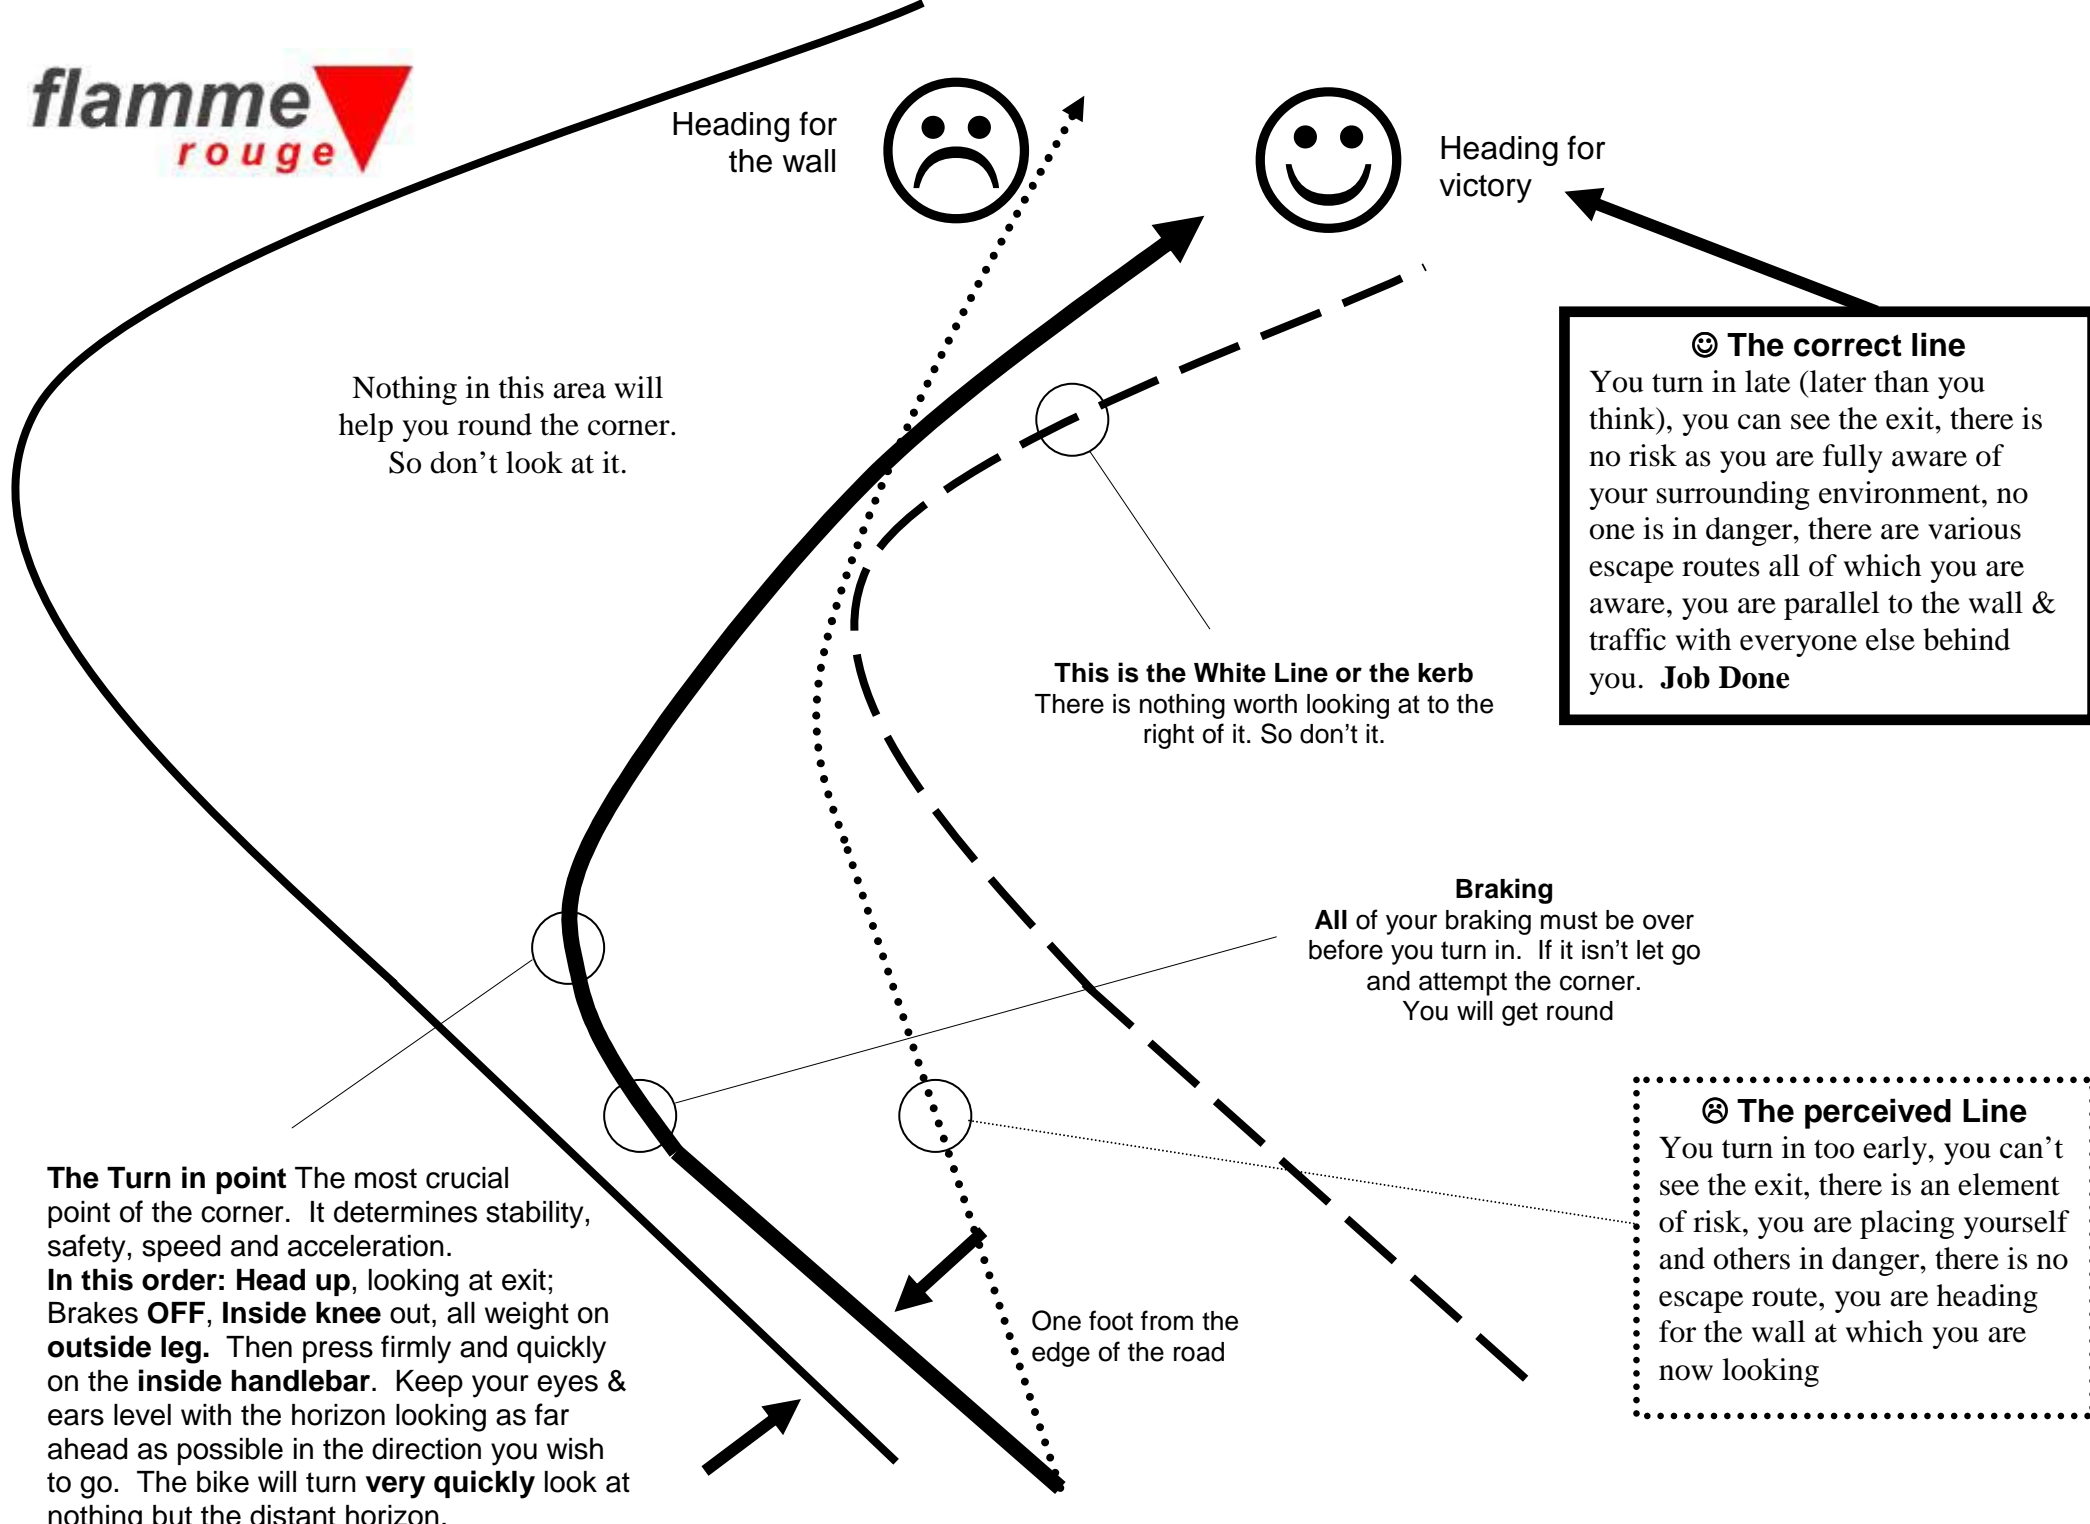 flamme
rouge
Heading for
the wall
Heading for
victory
Nothing in this area will
help you round the corner.
So don’t look at it.
☺ The correct line
You turn in late (later than you
think), you can see the exit, there is
no risk as you are fully aware of
your surrounding environment, no
one is in danger, there are various
escape routes all of which you are
aware, you are parallel to the wall &
traffic with everyone else behind
you.  Job Done
This is the White Line or the kerb
There is nothing worth looking at to the
right of it. So don’t it.
Braking
All of your braking must be over
before you turn in.  If it isn’t let go
and attempt the corner.
You will get round
☹ The perceived Line
You turn in too early, you can’t
see the exit, there is an element
of risk, you are placing yourself
and others in danger, there is no
escape route, you are heading
for the wall at which you are
now looking
The Turn in point The most crucial
point of the corner.  It determines stability,
safety, speed and acceleration.
In this order: Head up, looking at exit;
Brakes OFF, Inside knee out, all weight on
outside leg.  Then press firmly and quickly
on the inside handlebar.  Keep your eyes &
ears level with the horizon looking as far
ahead as possible in the direction you wish
to go.  The bike will turn very quickly look at
nothing but the distant horizon.
One foot from the
edge of the road